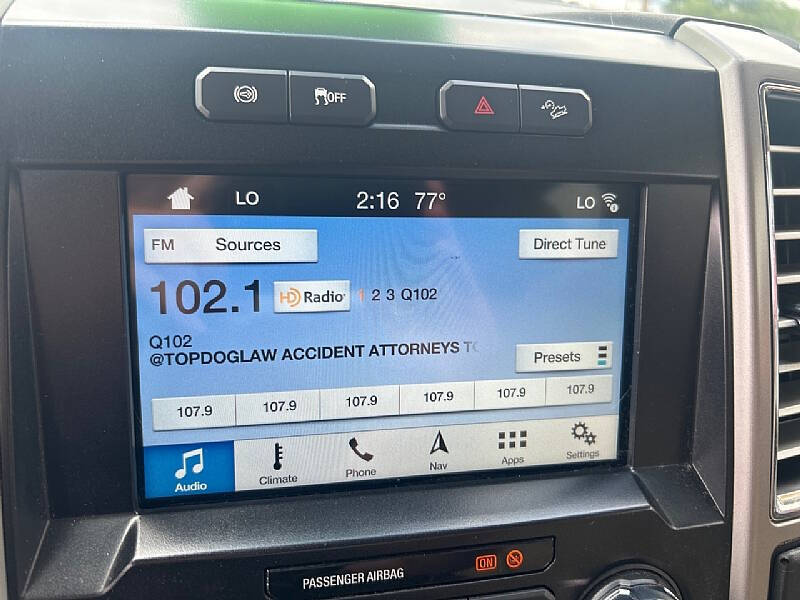 OFF
LO 2:16 77° LO
FM Sources Direct Tune
102.1 HD Radio 1 2 3 Q102
Q102
@TOPDOGLAW ACCIDENT ATTORNEYS
Presets
107.9 107.9 107.9 107.9 107.9 107.9
Audio Climate Phone Nav Apps Settings
PASSENGER AIRBAG ON